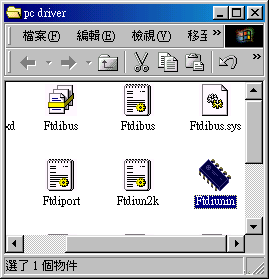 pc driver
檔案(F) 編輯(E) 檢視(V) 移至 »
»
xd Ftdibus Ftdibus Ftdibus.sys
Ftdiport Ftdiun2k Ftdiunin
選了 1 個物件